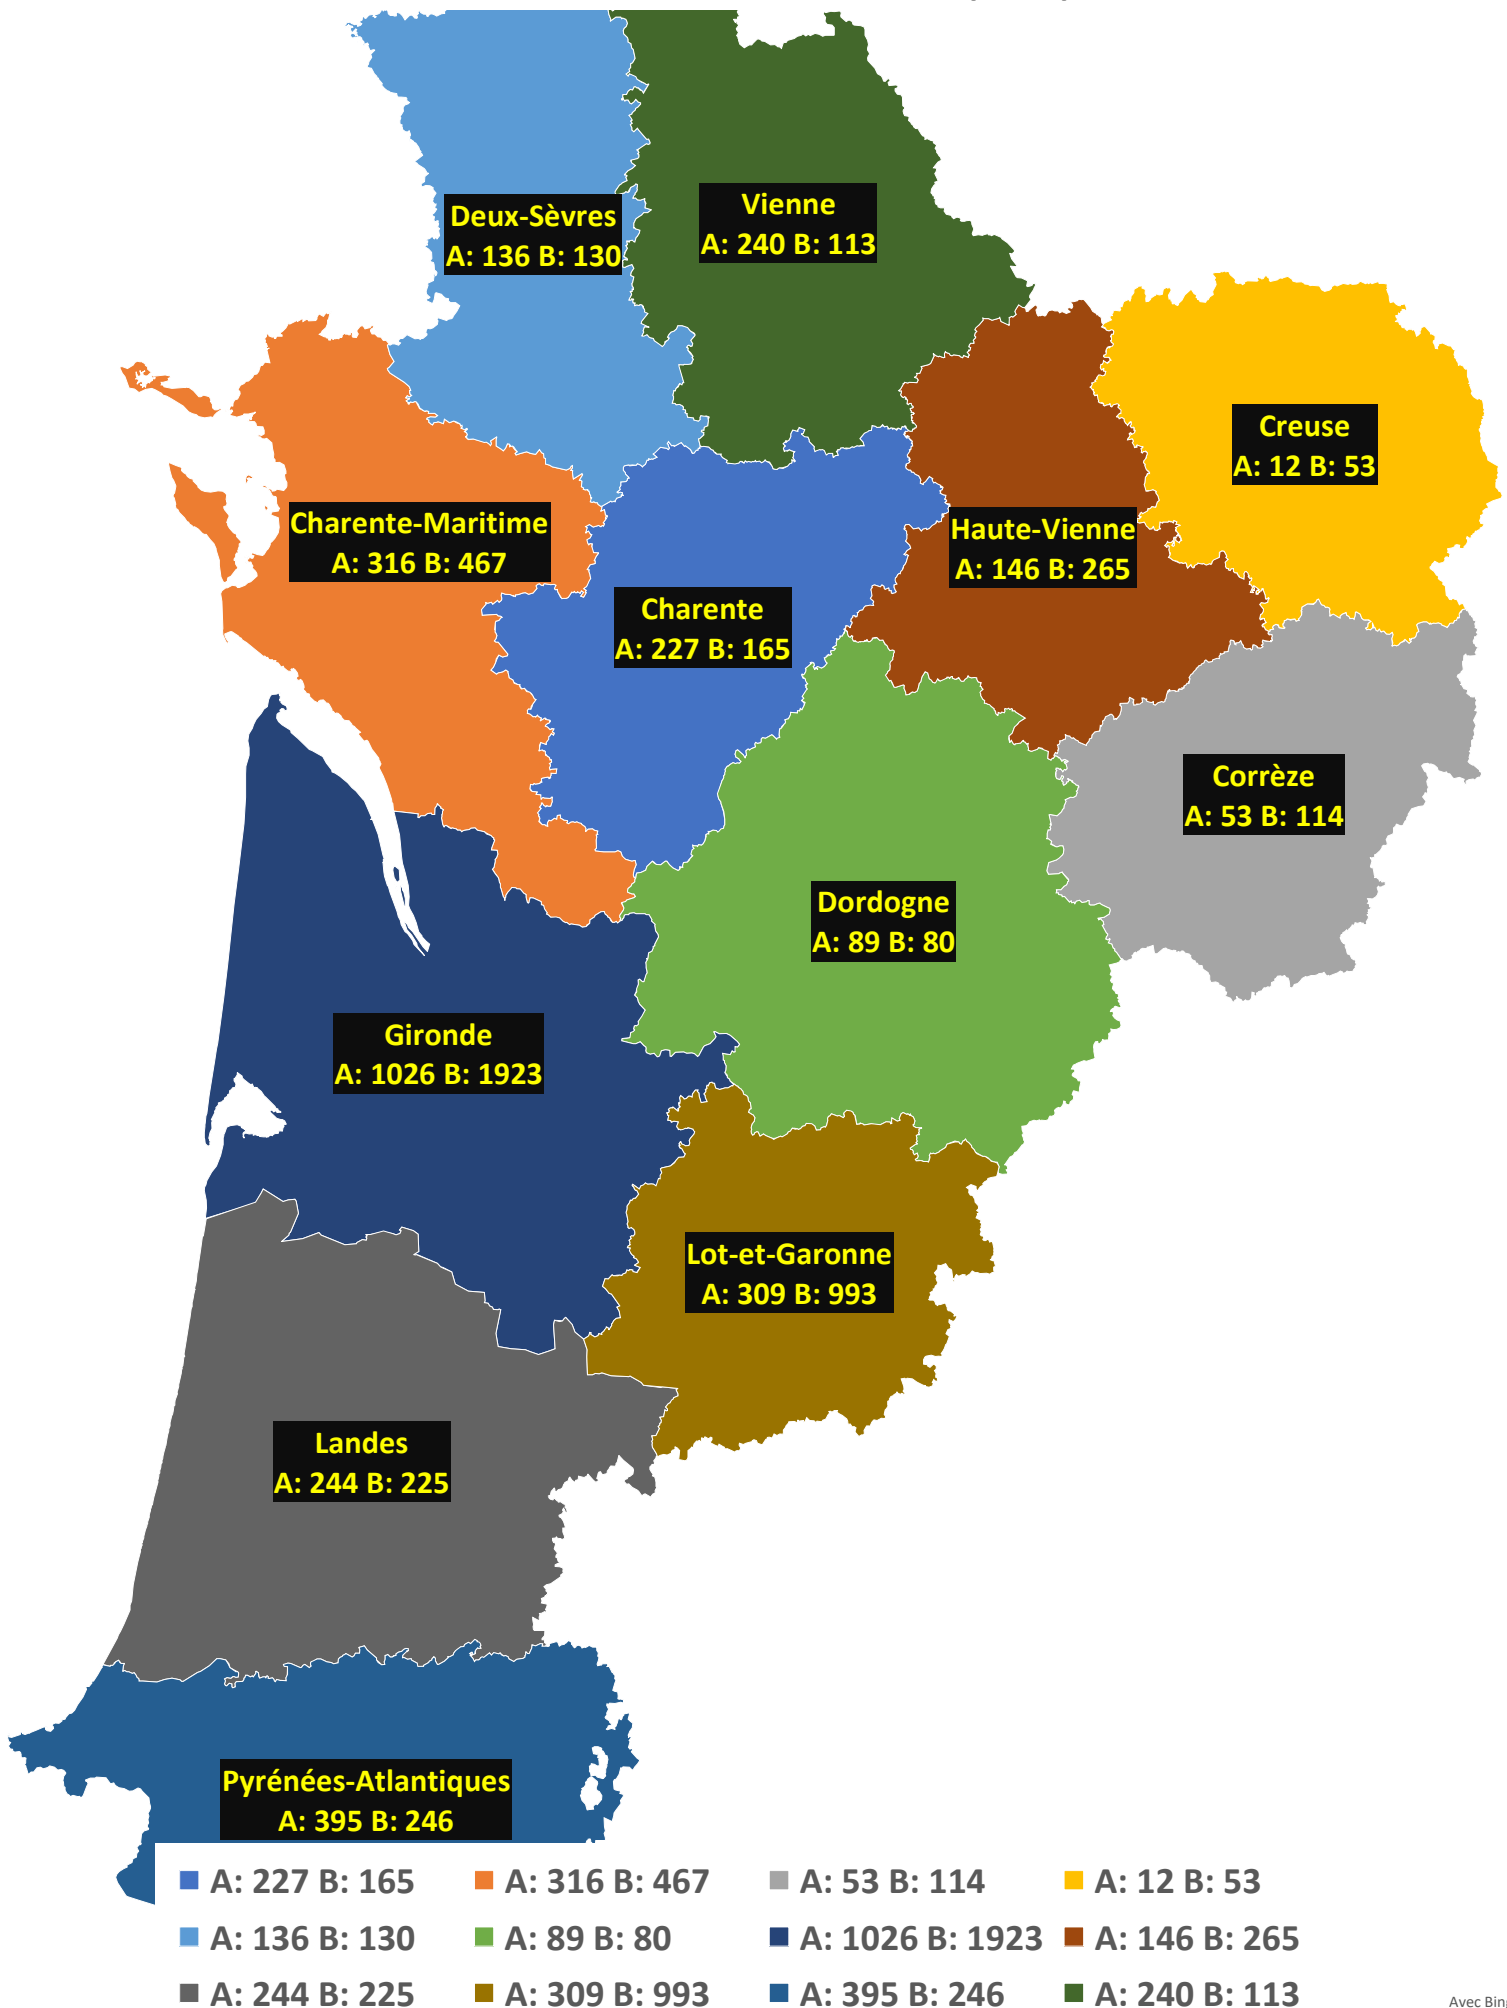 Deux-Sèvres
A: 136 B: 130
Vienne
A: 240 B: 113
Creuse
A: 12 B: 53
Charente-Maritime
A: 316 B: 467
Haute-Vienne
A: 146 B: 265
Charente
A: 227 B: 165
Corrèze
A: 53 B: 114
Dordogne
A: 89 B: 80
Gironde
A: 1026 B: 1923
Lot-et-Garonne
A: 309 B: 993
Landes
A: 244 B: 225
Pyrénées-Atlantiques
A: 395 B: 246
A: 227 B: 165
A: 316 B: 467
A: 53 B: 114
A: 12 B: 53
A: 136 B: 130
A: 89 B: 80
A: 1026 B: 1923
A: 146 B: 265
A: 244 B: 225
A: 309 B: 993
A: 395 B: 246
A: 240 B: 113
Avec Bin